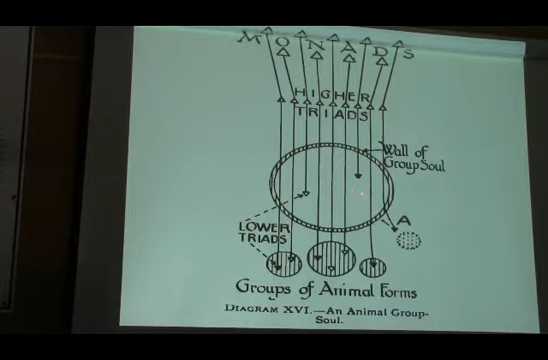 MONADS
HIGHER
TRIADS
Wall of
Group Soul
A
LOWER
TRIADS
Groups of Animal Forms
DIAGRAM XVI.—An Animal Group-
Soul.